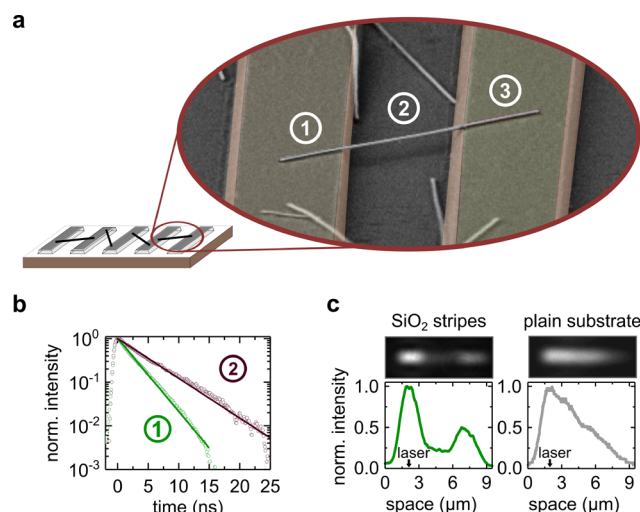 a
1
2
3
b
norm. intensity
10⁰
10⁻¹
10⁻²
10⁻³
2
1
0 5 10 15 20 25
time (ns)
c
SiO₂ stripes plain substrate
norm. intensity
1.0
0.5
0.0
laser
0 3 6 9
space (μm)
1.0
0.5
0.0
laser
0 3 6 9
space (μm)